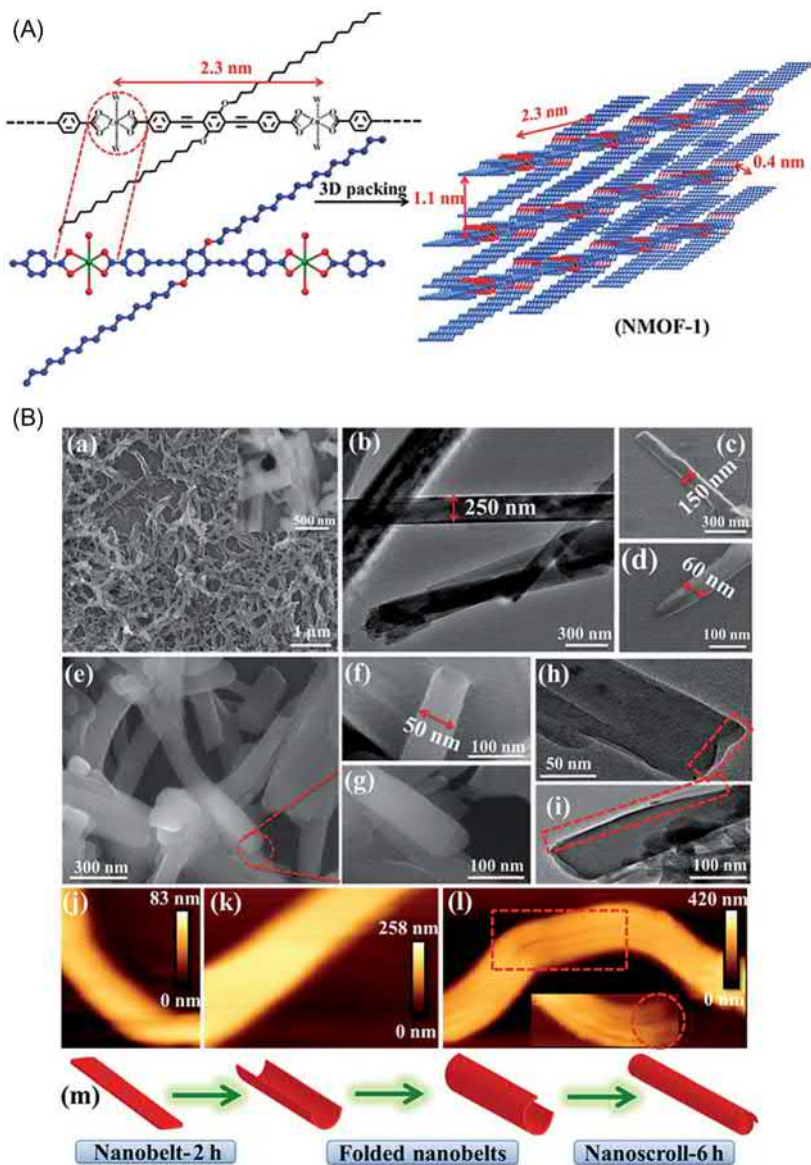 (A)
2.3 nm
3D packing
2.3 nm
0.4 nm
1.1 nm
(NMOF-1)
(B)
(a)
500 nm
1 μm
(b)
250 nm
300 nm
(c)
150 nm
300 nm
(d)
60 nm
100 nm
(e)
300 nm
(f)
50 nm
100 nm
(g)
100 nm
(h)
50 nm
(i)
100 nm
(j)
83 nm
0 nm
(k)
258 nm
0 nm
(l)
420 nm
0 nm
(m)
Nanobelt-2 h
Folded nanobelts
Nanoscroll-6 h